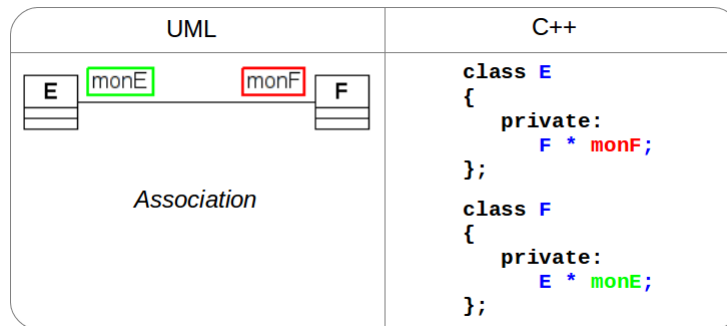 UML
C++
E
monE
monF
F
Association
class E
{
private:
F * monF;
};
class F
{
private:
E * monE;
};